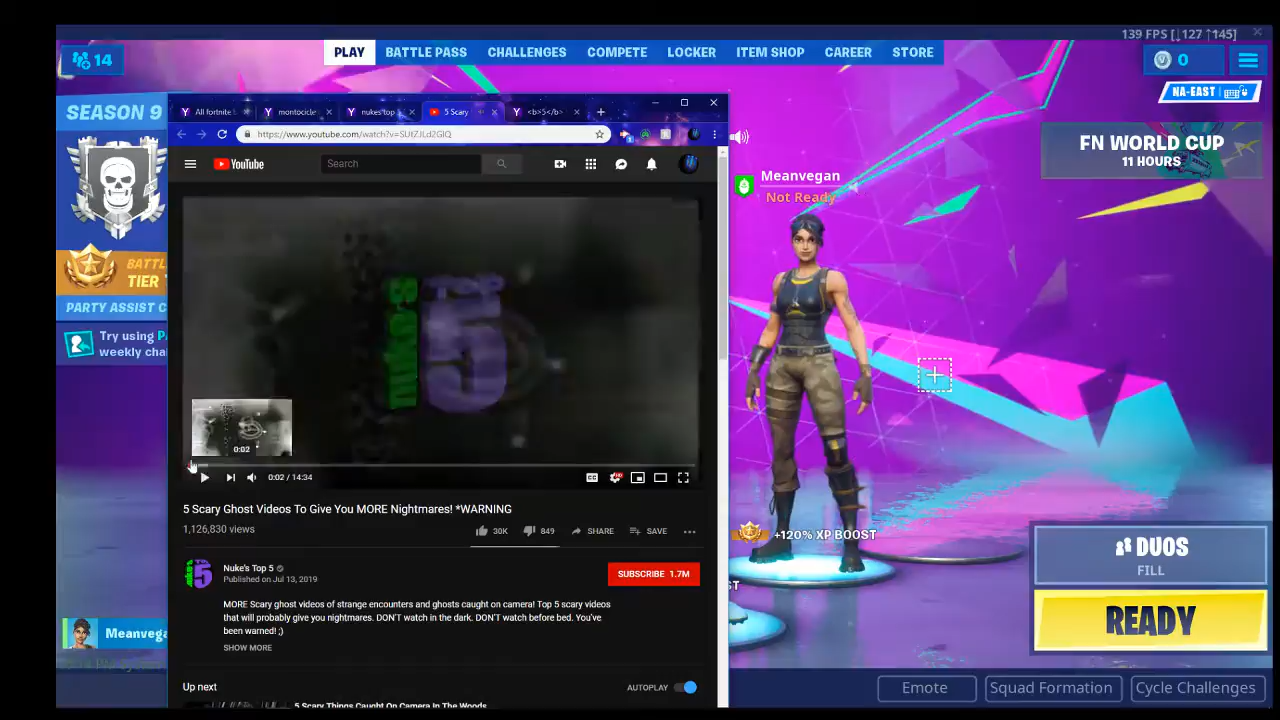 139 FPS [↓127 ↑145]
14
PLAY
BATTLE PASS
CHALLENGES
COMPETE
LOCKER
ITEM SHOP
CAREER
STORE
0
NA-EAST
SEASON 9
TIER
PARTY ASSIST
Try using
weekly
Meanvega
All fortnite
montocicle
nukes top
5 Scary
<b>5</b>
https://www.youtube.com/watch?v=SUfZJLd2GlQ
YouTube
Search
TOP
5
0:02
0:02 / 14:34
5 Scary Ghost Videos To Give You MORE Nightmares! *WARNING
1,126,830 views
30K
849
SHARE
SAVE
Nuke's Top 5
Published on Jul 13, 2019
SUBSCRIBE 1.7M
MORE Scary ghost videos of strange encounters and ghosts caught on camera! Top 5 scary videos
that will probably give you nightmares. DON'T watch in the dark. DON'T watch before bed. You've
been warned! ;)
SHOW MORE
Up next
AUTOPLAY
5 Scary Things Caught On Camera In The Woods
FN WORLD CUP
11 HOURS
Meanvegan
Not Ready
+120% XP BOOST
DUOS
FILL
READY
Emote
Squad Formation
Cycle Challenges